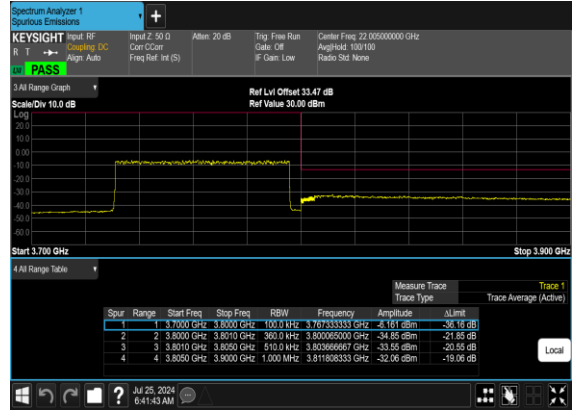 Spectrum Analyzer 1
Spurious Emissions
+
KEYSIGHT Input: RF Input Z: 50 Ω Atten: 20 dB Trig: Free Run Center Freq: 22.005000000 GHz
R T Coupling: DC Corr CCorr Gate: Off Avg|Hold: 100/100
Align: Auto Freq Ref: Int (S) IF Gain: Low Radio Std: None
PASS
3 All Range Graph
Ref Lvl Offset 33.47 dB
Scale/Div 10.0 dB Ref Value 30.00 dBm
Log
20.0
10.0
0.00
-10.0
-20.0
-30.0
-40.0
-50.0
-60.0
Start 3.700 GHz Stop 3.900 GHz
4 All Range Table
Measure Trace Trace 1
Trace Type Trace Average (Active)
Spur Range Start Freq Stop Freq RBW Frequency Amplitude ΔLimit
1 1 3.7000 GHz 3.8000 GHz 100.0 kHz 3.767333333 GHz -6.161 dBm -36.16 dB
2 2 3.8000 GHz 3.8010 GHz 360.0 kHz 3.800065000 GHz -34.85 dBm -21.85 dB
3 3 3.8010 GHz 3.8050 GHz 510.0 kHz 3.803666667 GHz -33.55 dBm -20.55 dB
4 4 3.8050 GHz 3.9000 GHz 1.000 MHz 3.811808333 GHz -32.06 dBm -19.06 dB
Local
?
Jul 25, 2024
6:41:43 AM